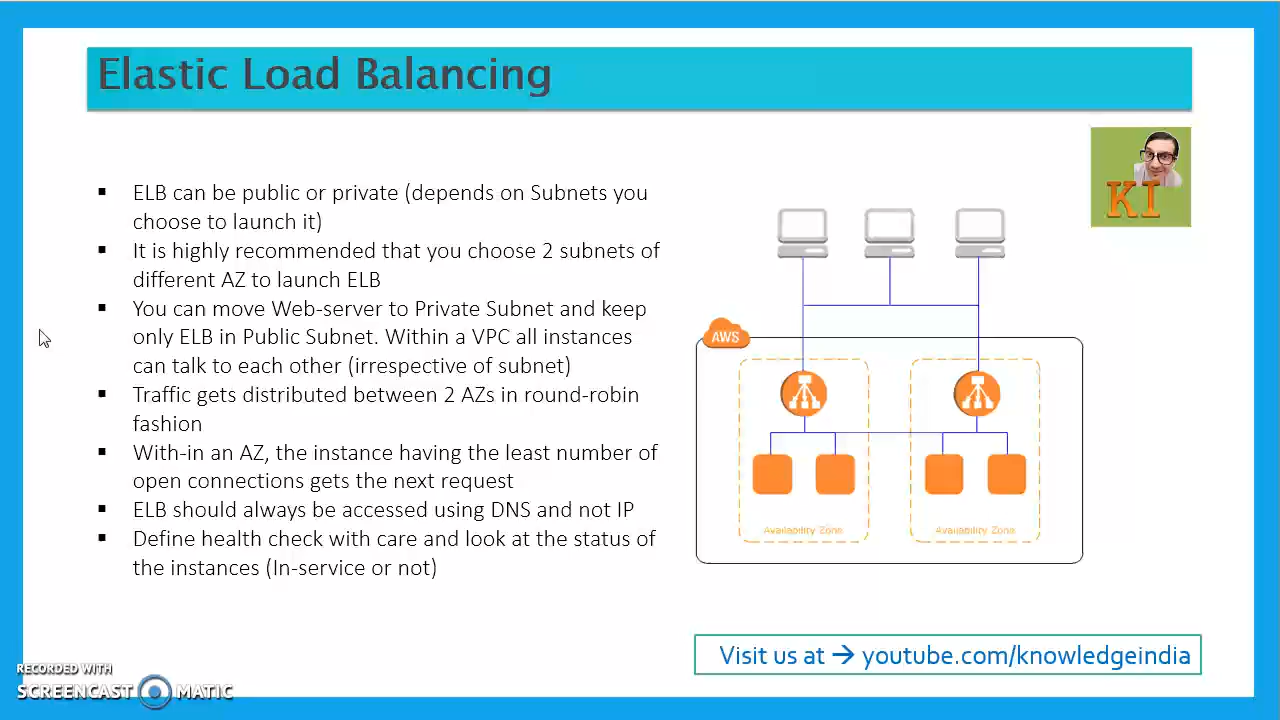 Elastic Load Balancing
KI
▪ ELB can be public or private (depends on Subnets you
choose to launch it)
▪ It is highly recommended that you choose 2 subnets of
different AZ to launch ELB
▪ You can move Web-server to Private Subnet and keep
only ELB in Public Subnet. Within a VPC all instances
can talk to each other (irrespective of subnet)
▪ Traffic gets distributed between 2 AZs in round-robin
fashion
▪ With-in an AZ, the instance having the least number of
open connections gets the next request
▪ ELB should always be accessed using DNS and not IP
▪ Define health check with care and look at the status of
the instances (In-service or not)
AWS
Availability Zone
Availability Zone
Visit us at → youtube.com/knowledgeindia
RECORDED WITH
SCREENCAST MATIC